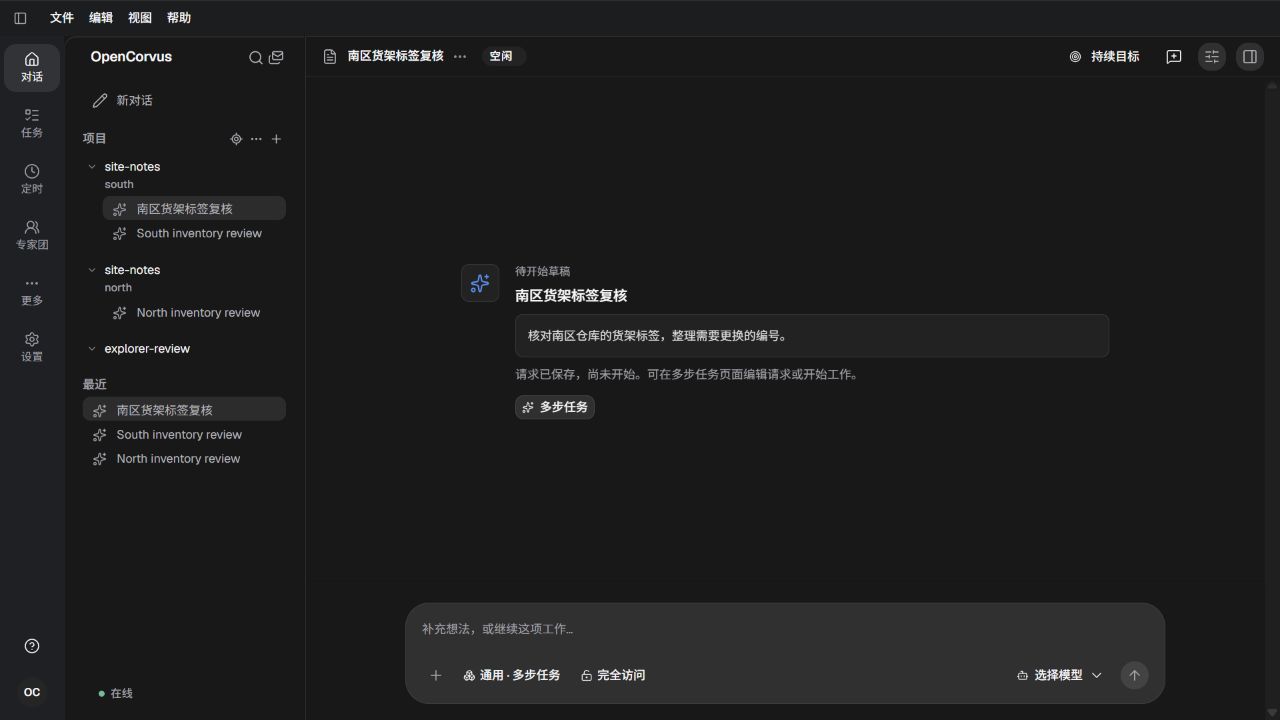 文件 编辑 视图 帮助
对话
任务
定时
专家团
更多
设置
OC
OpenCorvus
新对话
项目
site-notes
south
南区货架标签复核
South inventory review
site-notes
north
North inventory review
explorer-review
最近
南区货架标签复核
South inventory review
North inventory review
在线
南区货架标签复核 空闲 持续目标
待开始草稿
南区货架标签复核
核对南区仓库的货架标签，整理需要更换的编号。
请求已保存，尚未开始。可在多步任务页面编辑请求或开始工作。
多步任务
补充想法，或继续这项工作…
通用 · 多步任务 完全访问 选择模型